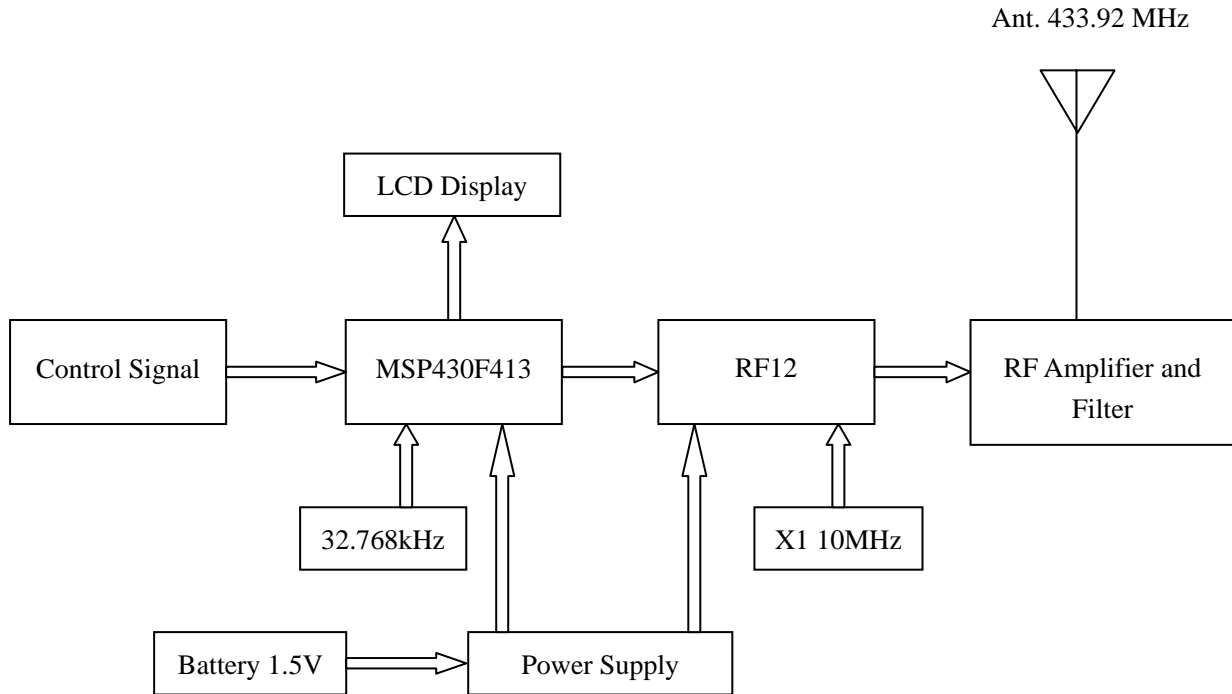 Ant. 433.92 MHz
LCD Display
Control Signal
MSP430F413
RF12
RF Amplifier and
Filter
32.768kHz
X1 10MHz
Battery 1.5V
Power Supply